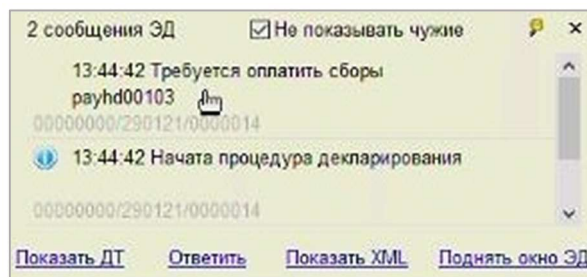 2 сообщения ЭД Не показывать чужие
13:44:42 Требуется оплатить сборы
payhd00103
00000000/290121/0000014
13:44:42 Начата процедура декларирования
00000000/290121/0000014
Показать ДТ Ответить Показать XML Поднять окно ЭД